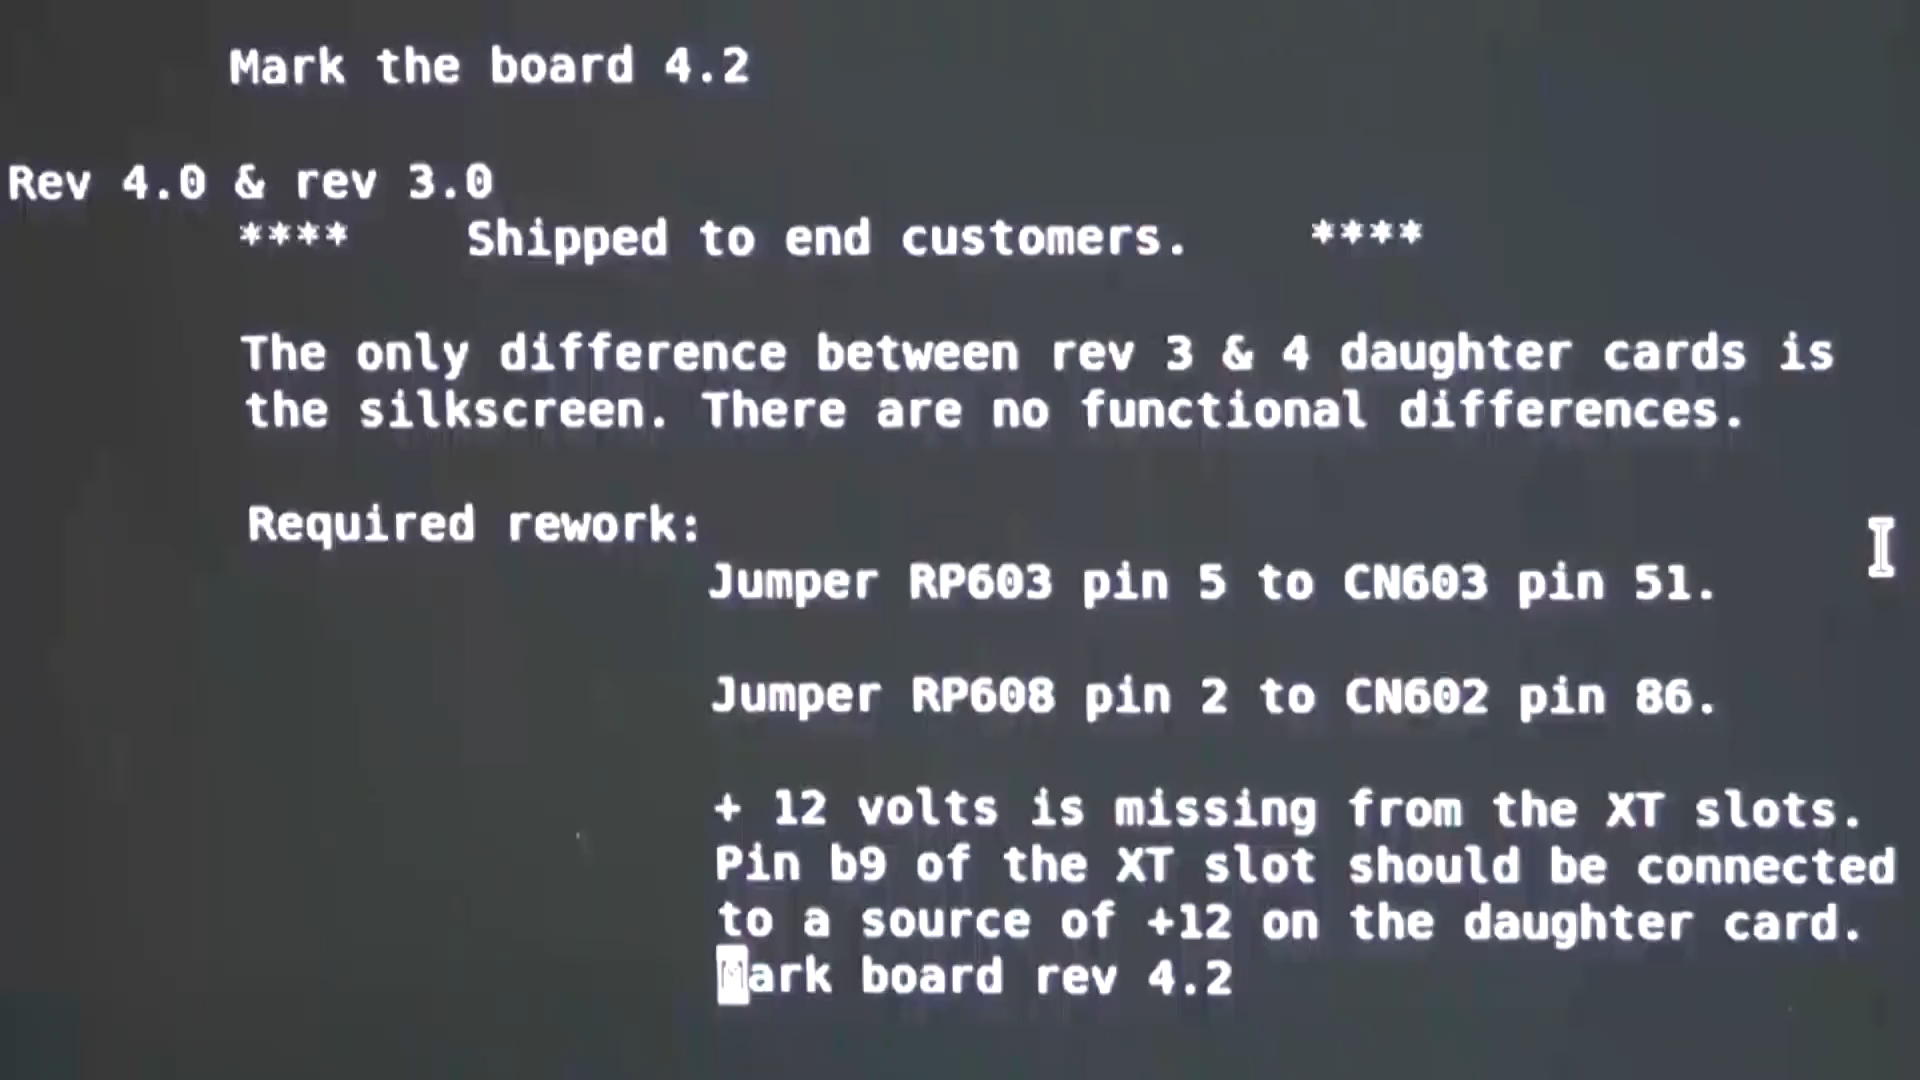 Mark the board 4.2
Rev 4.0 & rev 3.0
**** Shipped to end customers. ****
The only difference between rev 3 & 4 daughter cards is
the silkscreen. There are no functional differences.
Required rework:
Jumper RP603 pin 5 to CN603 pin 51.
Jumper RP608 pin 2 to CN602 pin 86.
+ 12 volts is missing from the XT slots.
Pin b9 of the XT slot should be connected
to a source of +12 on the daughter card.
Mark board rev 4.2